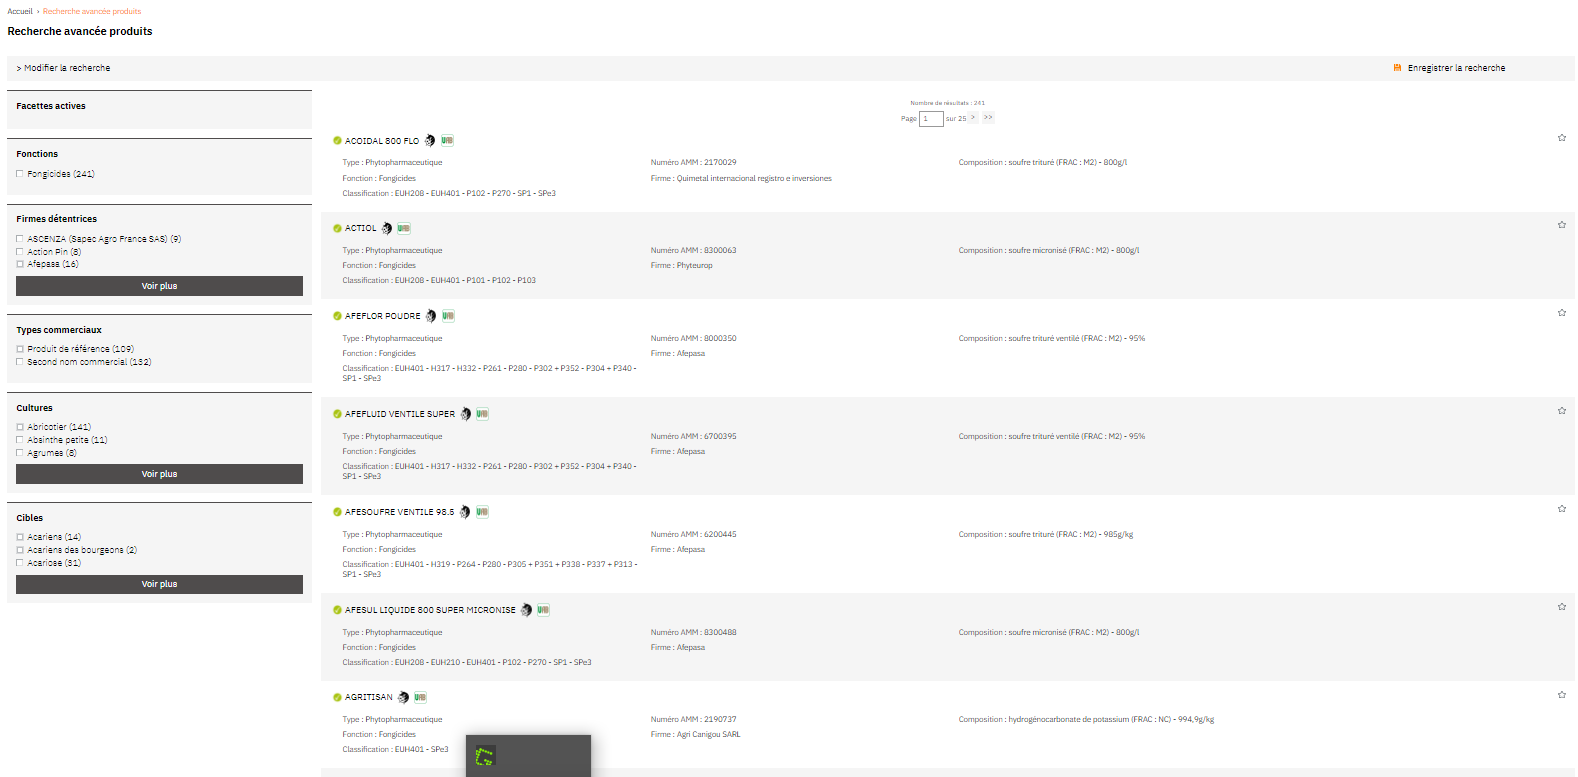 Accueil › Recherche avancée produits
Recherche avancée produits
> Modifier la recherche
Enregistrer la recherche
Facettes actives
Fonctions
Fongicides (241)
Firmes détentrices
ASCENZA (Sapec Agro France SAS) (9)
Action Pin (8)
Afepasa (16)
Voir plus
Types commerciaux
Produit de référence (109)
Second nom commercial (132)
Cultures
Abricotier (141)
Absinthe petite (11)
Agrumes (8)
Voir plus
Cibles
Acariens (14)
Acariens des bourgeons (2)
Acariose (31)
Voir plus
Nombre de résultats : 241
Page 1 sur 25 > >>
ACOIDAL 800 FLO UAB
Type : Phytopharmaceutique Numéro AMM : 2170029 Composition : soufre trituré (FRAC : M2) - 800g/l
Fonction : Fongicides Firme : Quimetal internacional registro e inversiones
Classification : EUH208 - EUH401 - P102 - P270 - SP1 - SPe3
ACTIOL UAB
Type : Phytopharmaceutique Numéro AMM : 8300063 Composition : soufre micronisé (FRAC : M2) - 800g/l
Fonction : Fongicides Firme : Phyteurop
Classification : EUH208 - EUH401 - P101 - P102 - P103
AFEFLOR POUDRE UAB
Type : Phytopharmaceutique Numéro AMM : 8000350 Composition : soufre trituré ventilé (FRAC : M2) - 95%
Fonction : Fongicides Firme : Afepasa
Classification : EUH401 - H317 - H332 - P261 - P280 - P302 + P352 - P304 + P340 -
SP1 - SPe3
AFEFLUID VENTILE SUPER UAB
Type : Phytopharmaceutique Numéro AMM : 6700395 Composition : soufre trituré ventilé (FRAC : M2) - 95%
Fonction : Fongicides Firme : Afepasa
Classification : EUH401 - H317 - H332 - P261 - P280 - P302 + P352 - P304 + P340 -
SP1 - SPe3
AFESOUFRE VENTILE 98.5 UAB
Type : Phytopharmaceutique Numéro AMM : 6200445 Composition : soufre trituré (FRAC : M2) - 985g/kg
Fonction : Fongicides Firme : Afepasa
Classification : EUH401 - H319 - P264 - P280 - P305 + P351 + P338 - P337 + P313 -
SP1 - SPe3
AFESUL LIQUIDE 800 SUPER MICRONISE UAB
Type : Phytopharmaceutique Numéro AMM : 8300488 Composition : soufre micronisé (FRAC : M2) - 800g/l
Fonction : Fongicides Firme : Afepasa
Classification : EUH208 - EUH210 - EUH401 - P102 - P270 - SP1 - SPe3
AGRITISAN UAB
Type : Phytopharmaceutique Numéro AMM : 2190737 Composition : hydrogénocarbonate de potassium (FRAC : NC) - 994,9g/kg
Fonction : Fongicides Firme : Agri Canigou SARL
Classification : EUH401 - SPe3